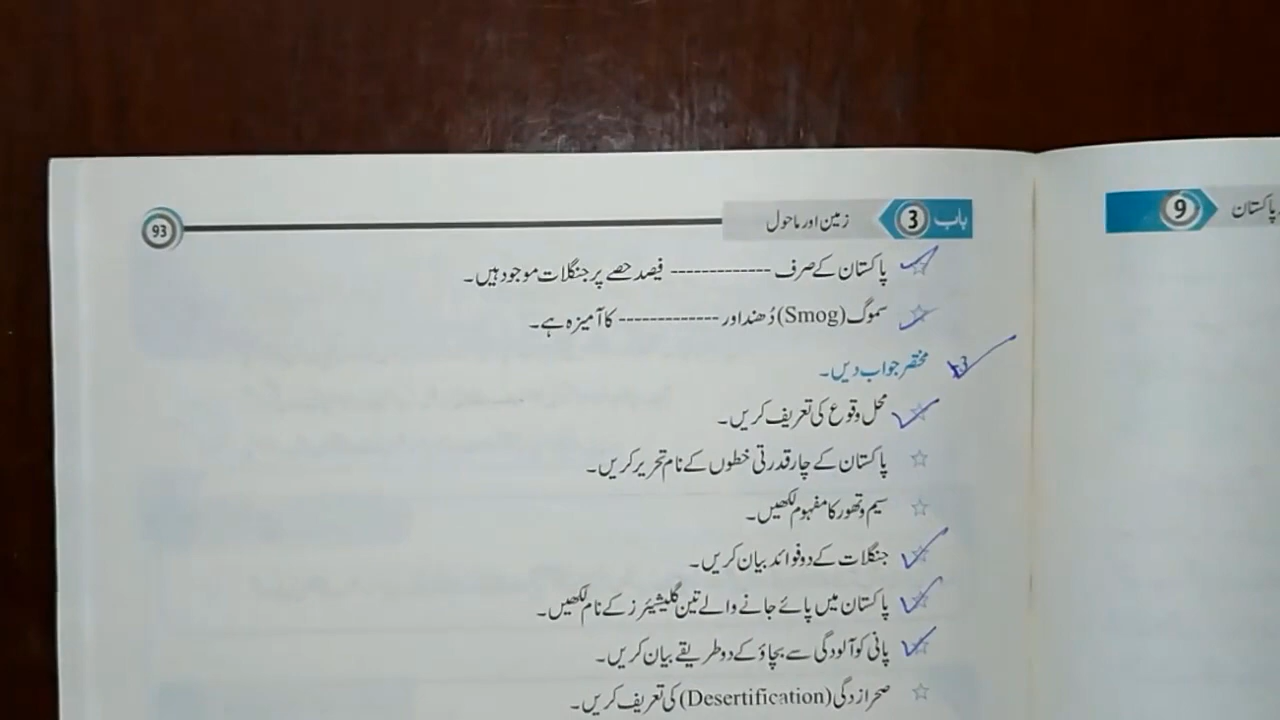 باب 3 زمین اور ماحول 93
پاکستان کے صرف ------------- فیصد حصے پر جنگلات موجود ہیں۔
سموگ (Smog) دُھند اور ------------- کا آمیزہ ہے۔
مختصر جواب دیں۔
محل وقوع کی تعریف کریں۔
پاکستان کے چار قدرتی خطوں کے نام تحریر کریں۔
سیم و تھور کا مفہوم لکھیں۔
جنگلات کے دو فوائد بیان کریں۔
پاکستان میں پائے جانے والے تین گلیشیئرز کے نام لکھیں۔
پانی کو آلودگی سے بچاؤ کے دو طریقے بیان کریں۔
صحرازدگی (Desertification) کی تعریف کریں۔
پاکستان 9